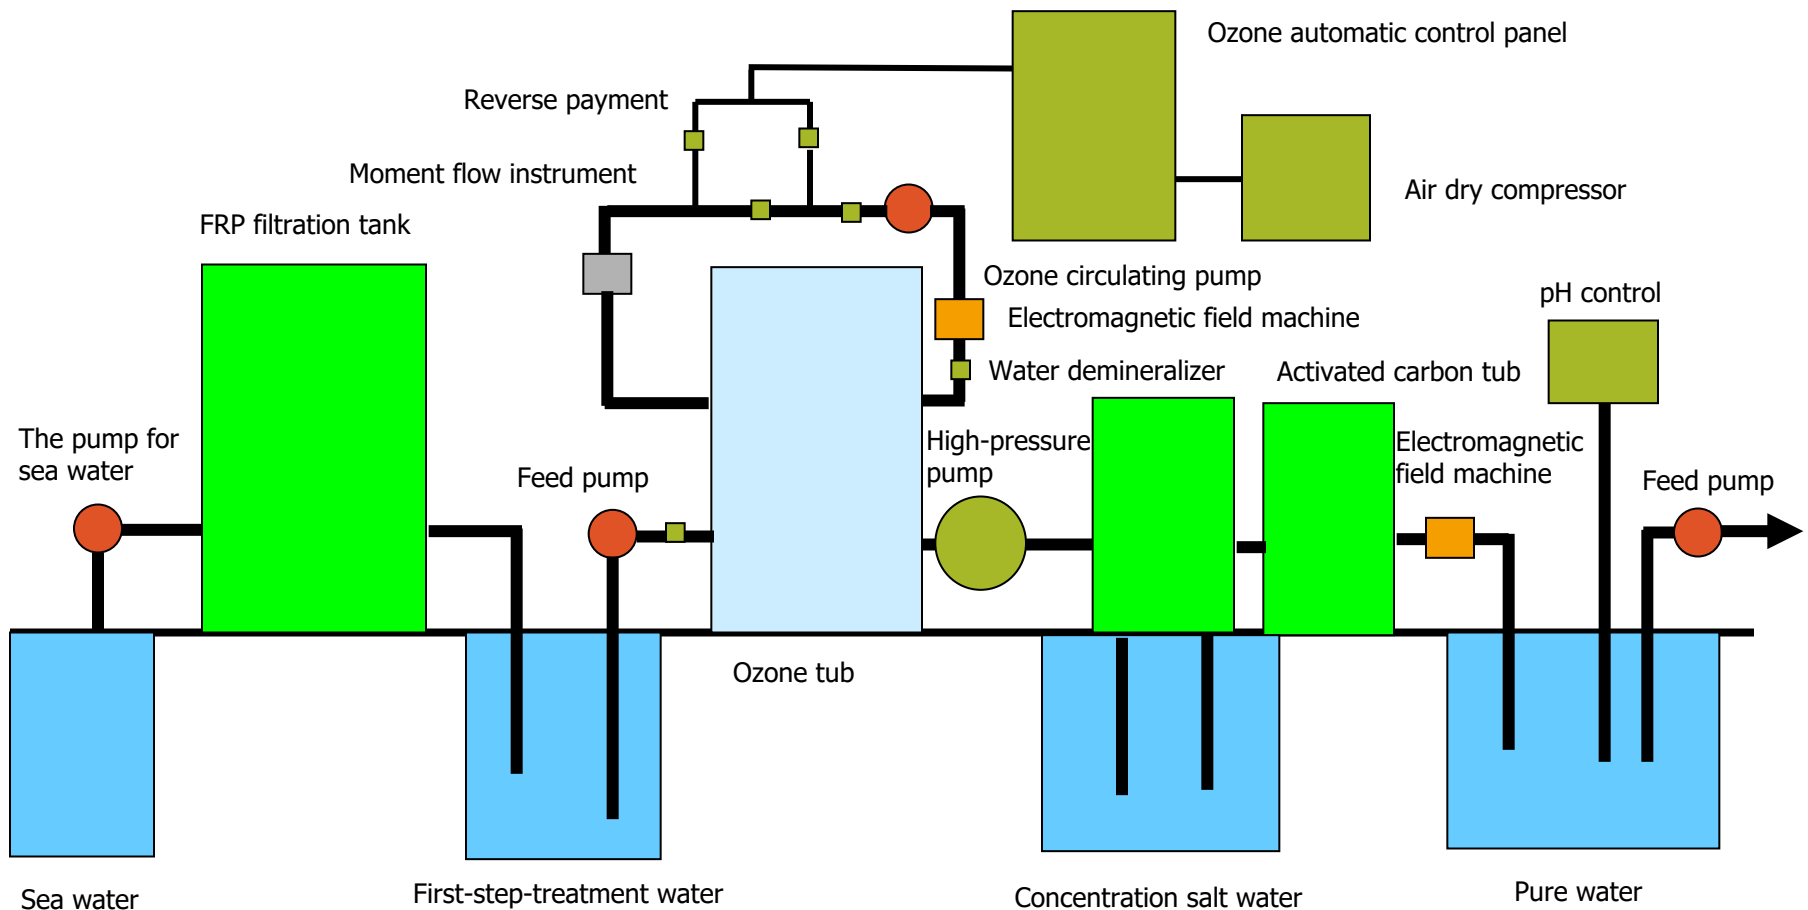 Ozone automatic control panel
Reverse payment
Moment flow instrument
Air dry compressor
FRP filtration tank
Ozone circulating pump
pH control
Electromagnetic field machine
Water demineralizer
Activated carbon tub
The pump for
sea water
High-pressure
pump
Electromagnetic
field machine
Feed pump
Feed pump
Ozone tub
Sea water
First-step-treatment water
Concentration salt water
Pure water